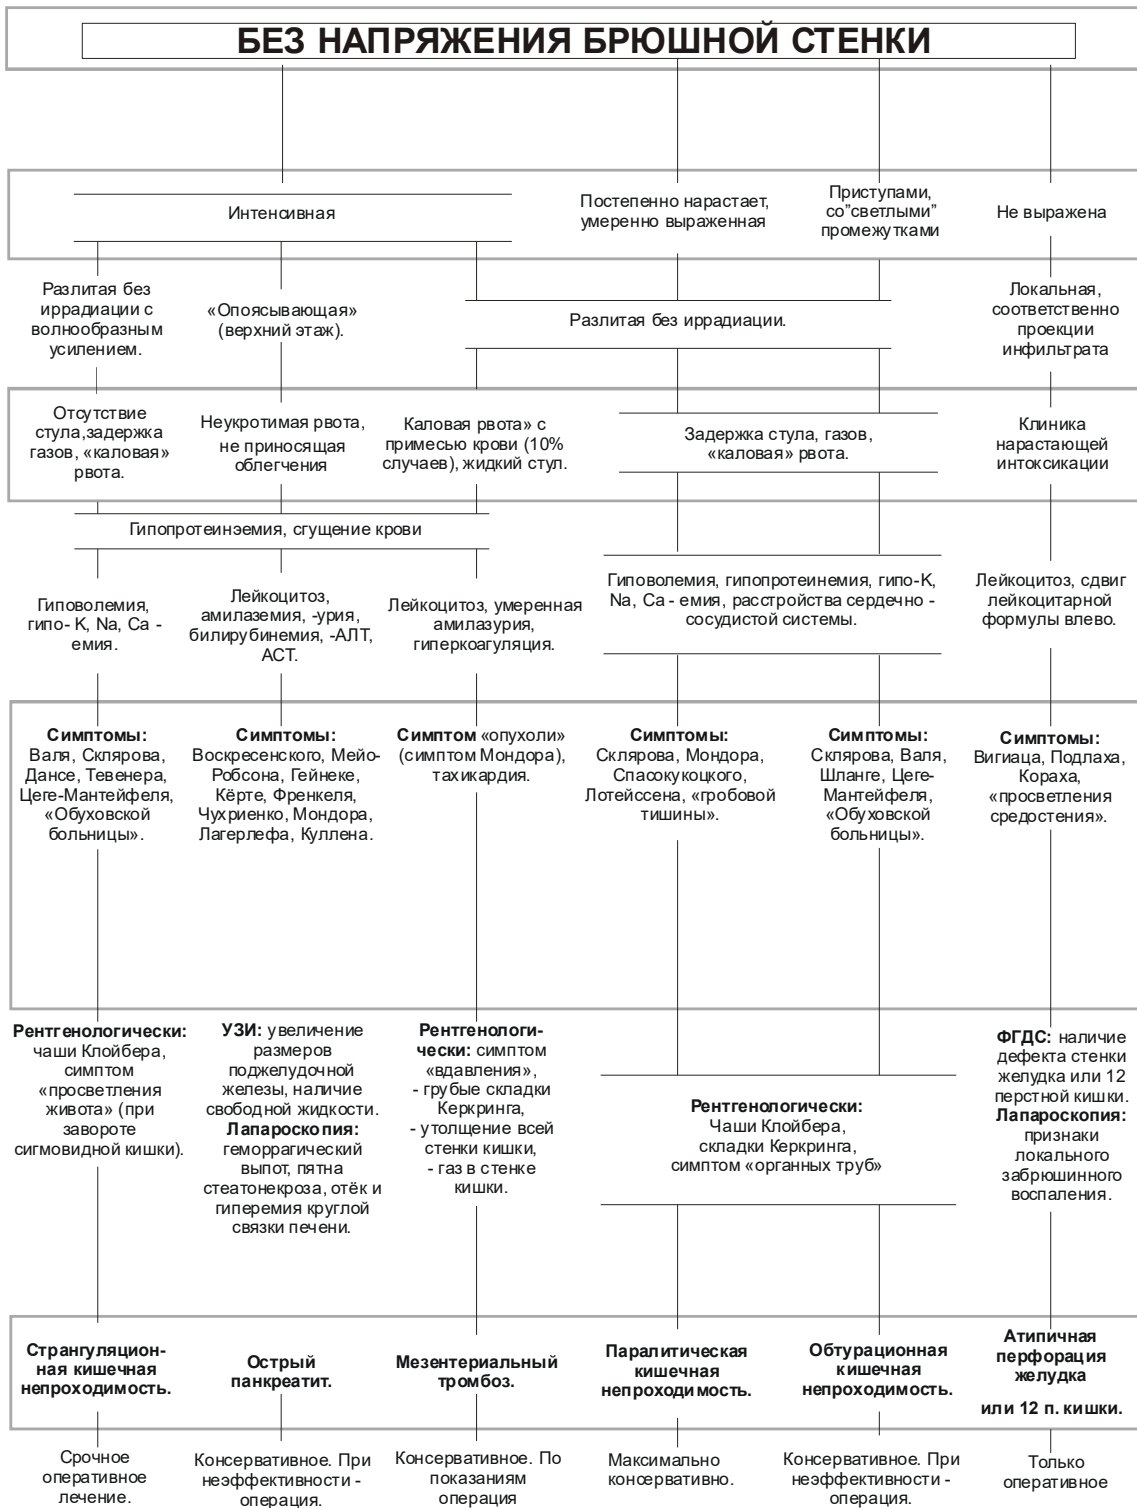 БЕЗ НАПРЯЖЕНИЯ БРЮШНОЙ СТЕНКИ
Интенсивная
Постепенно нарастает,
умеренно выраженная
Приступами,
со"светлыми"
промежутками
Не выражена
Разлитая без
иррадиации с
волнообразным
усилением.
«Опоясывающая»
(верхний этаж).
Разлитая без иррадиации.
Локальная,
соответственно
проекции
инфильтрата
Отсутствие
стула,задержка
газов, «каловая»
рвота.
Неукротимая рвота,
не приносящая
облегчения
Каловая рвота» с
примесью крови (10%
случаев), жидкий стул.
Задержка стула, газов,
«каловая» рвота.
Клиника
нарастающей
интоксикации
Гипопротеинэемия, сгущение крови
Гиповолемия,
гипо- K, Na, Ca -
емия.
Лейкоцитоз,
амилаземия, -урия,
билирубинемия, -АЛТ,
АСТ.
Лейкоцитоз, умеренная
амилазурия,
гиперкоагуляция.
Гиповолемия, гипопротеинемия, гипо-K,
Na, Ca - емия, расстройства сердечно -
сосудистой системы.
Лейкоцитоз, сдвиг
лейкоцитарной
формулы влево.
Симптомы:
Валя, Склярова,
Дансе, Тевенера,
Цеге-Мантейфеля,
«Обуховской
больницы».
Симптомы:
Воскресенского, Мейо-
Робсона, Гейнеке,
Кёрте, Френкеля,
Чухриенко, Мондора,
Лагерлефа, Куллена.
Симптом «опухоли»
(симптом Мондора),
тахикардия.
Симптомы:
Склярова, Мондора,
Спасокукоцкого,
Лотейссена, «гробовой
тишины».
Симптомы:
Склярова, Валя,
Шланге, Цеге-
Мантейфеля,
«Обуховской
больницы».
Симптомы:
Вигиаца, Подлаха,
Кораха,
«просветления
средостения».
Рентгенологически:
чаши Клойбера,
симптом
«просветления
живота» (при
завороте
сигмовидной кишки).
УЗИ: увеличение
размеров
поджелудочной
железы, наличие
свободной жидкости.
Лапароскопия:
геморрагический
выпот, пятна
стеатонекроза, отёк и
гиперемия круглой
связки печени.
Рентгенологи-
чески: симптом
«вдавления»,
- грубые складки
Керкринга,
- утолщение всей
стенки кишки,
- газ в стенке
кишки.
Рентгенологически:
Чаши Клойбера,
складки Керкринга,
симптом «органных труб»
ФГДС: наличие
дефекта стенки
желудка или 12
перстной кишки.
Лапароскопия:
признаки
локального
забрюшинного
воспаления.
Странгуляцион-
ная кишечная
непроходимость.
Острый
панкреатит.
Мезентериальный
тромбоз.
Паралитическая
кишечная
непроходимость.
Обтурационная
кишечная
непроходимость.
Атипичная
перфорация
желудка
или 12 п. кишки.
Срочное
оперативное
лечение.
Консервативное. При
неэффективности -
операция.
Консервативное. По
показаниям
операция
Максимально
консервативно.
Консервативное. При
неэффективности -
операция.
Только
оперативное